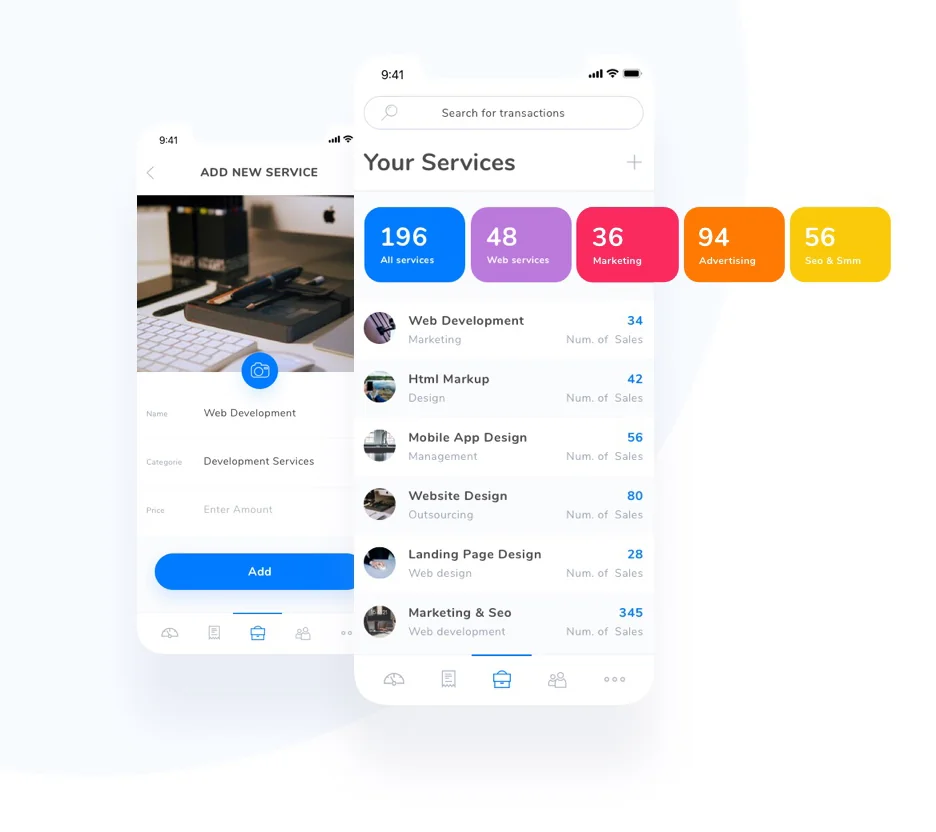 9:41
ADD NEW SERVICE
Name
Web Development
Categorie
Development Services
Price
Enter Amount
Add
9:41
Search for transactions
Your Services
196
All services
48
Web services
36
Marketing
94
Advertising
56
Seo & Smm
Web Development
34
Marketing
Num. of Sales
Html Markup
42
Design
Num. of Sales
Mobile App Design
56
Management
Num. of Sales
Website Design
80
Outsourcing
Num. of Sales
Landing Page Design
28
Web design
Num. of Sales
Marketing & Seo
345
Web development
Num. of Sales